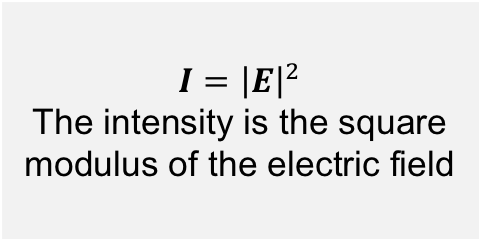 I = |E|²
The intensity is the square
modulus of the electric field